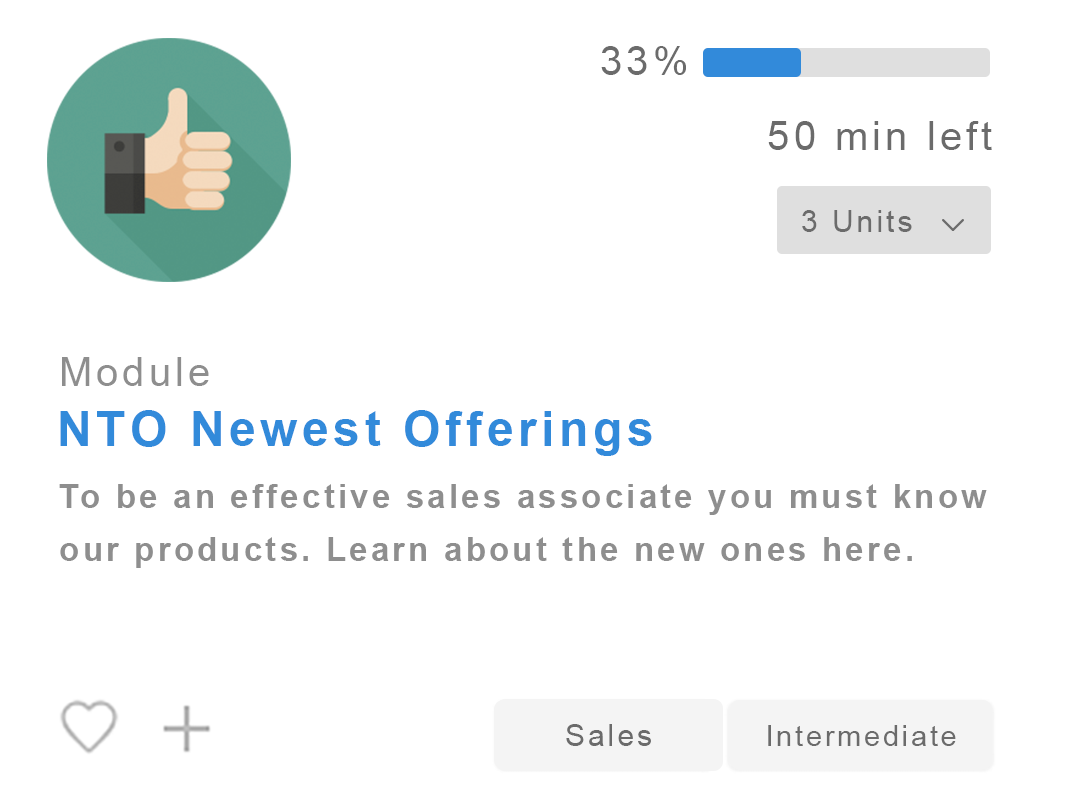 33%
50 min left
3 Units
Module
NTO Newest Offerings
To be an effective sales associate you must know
our products. Learn about the new ones here.
Sales
Intermediate